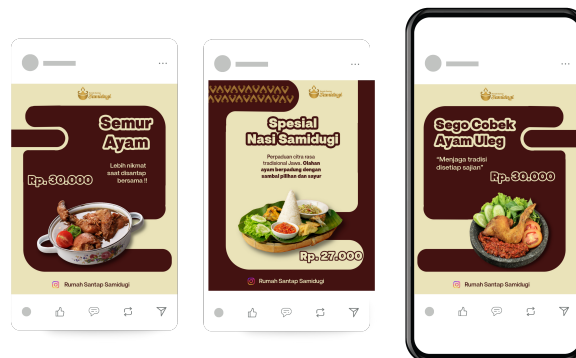 Samidugi
Semur
Ayam
Lebih nikmat
saat disantap
bersama !!
Rp. 30.000
Rumah Santap Samidugi
Samidugi
Spesial
Nasi Samidugi
Perpaduan citra rasa
tradisional Jawa. Olahan
ayam berpadung dengan
sambal pilihan dan sayur
Rp. 27.000
Rumah Santap Samidugi
Samidugi
Sego Cobek
Ayam Uleg
"Menjaga tradisi
disetiap sajian"
Rp. 30.000
Rumah Santap Samidugi